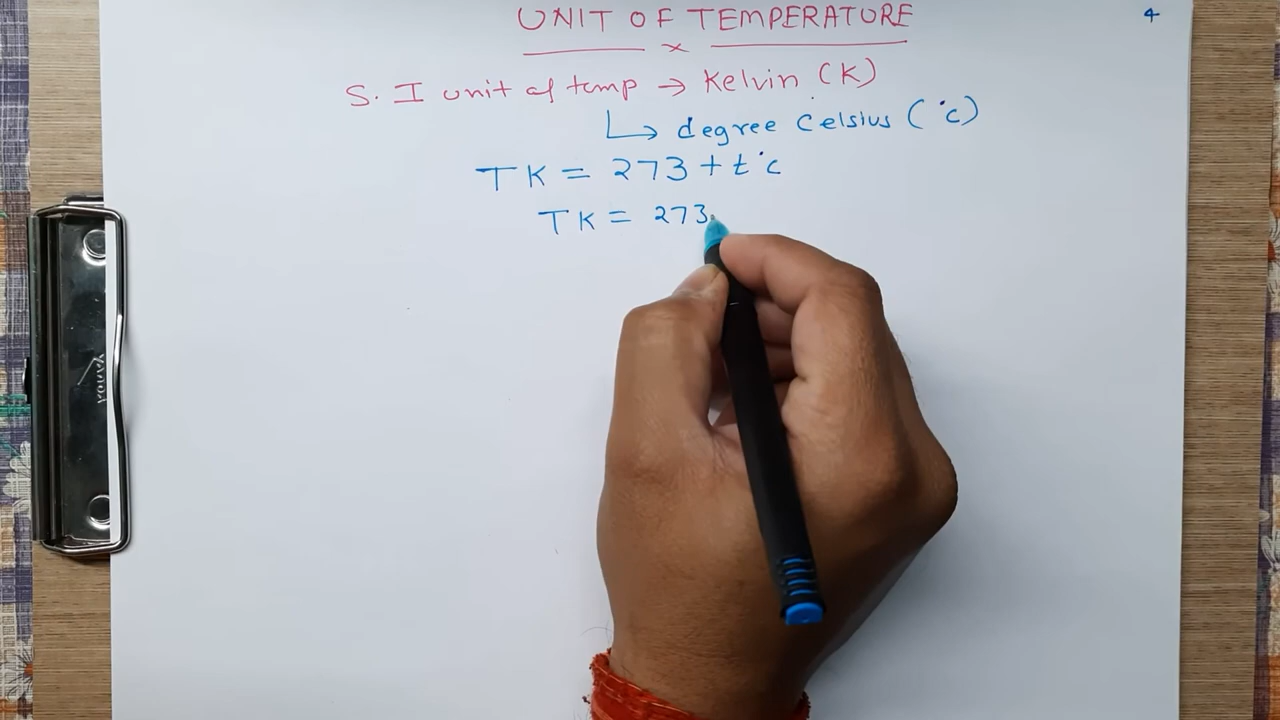 4
UNIT OF TEMPERATURE
x
S. I unit of temp → Kelvin (K)
↳ degree Celsius (°c)
TK = 273 + t°c
TK = 273